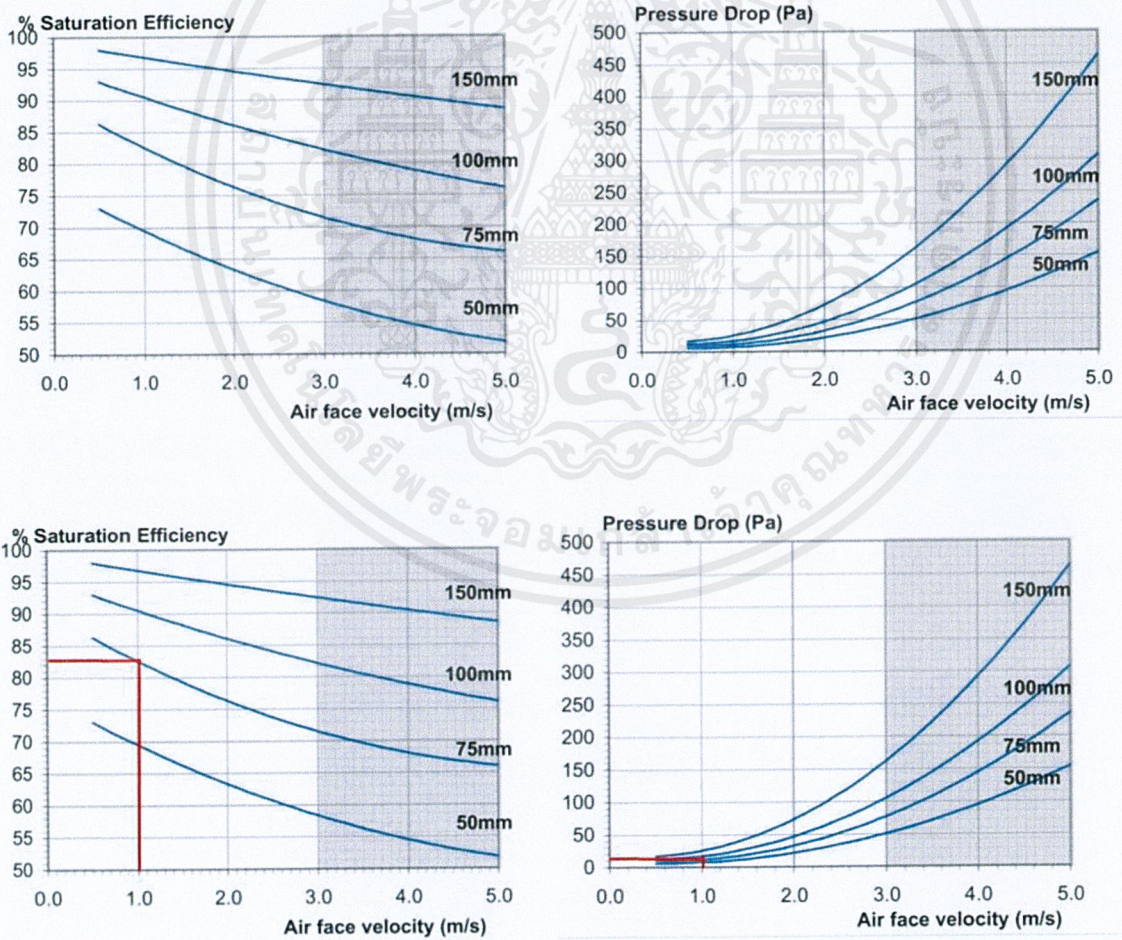 % Saturation Efficiency
100
95
90
85
80
75
70
65
60
55
50
150mm
100mm
75mm
50mm
0.0 1.0 2.0 3.0 4.0 5.0
Air face velocity (m/s)
Pressure Drop (Pa)
500
450
400
350
300
250
200
150
100
50
0
150mm
100mm
75mm
50mm
0.0 1.0 2.0 3.0 4.0 5.0
Air face velocity (m/s)
% Saturation Efficiency
100
95
90
85
80
75
70
65
60
55
50
150mm
100mm
75mm
50mm
0.0 1.0 2.0 3.0 4.0 5.0
Air face velocity (m/s)
Pressure Drop (Pa)
500
450
400
350
300
250
200
150
100
50
0
150mm
100mm
75mm
50mm
0.0 1.0 2.0 3.0 4.0 5.0
Air face velocity (m/s)